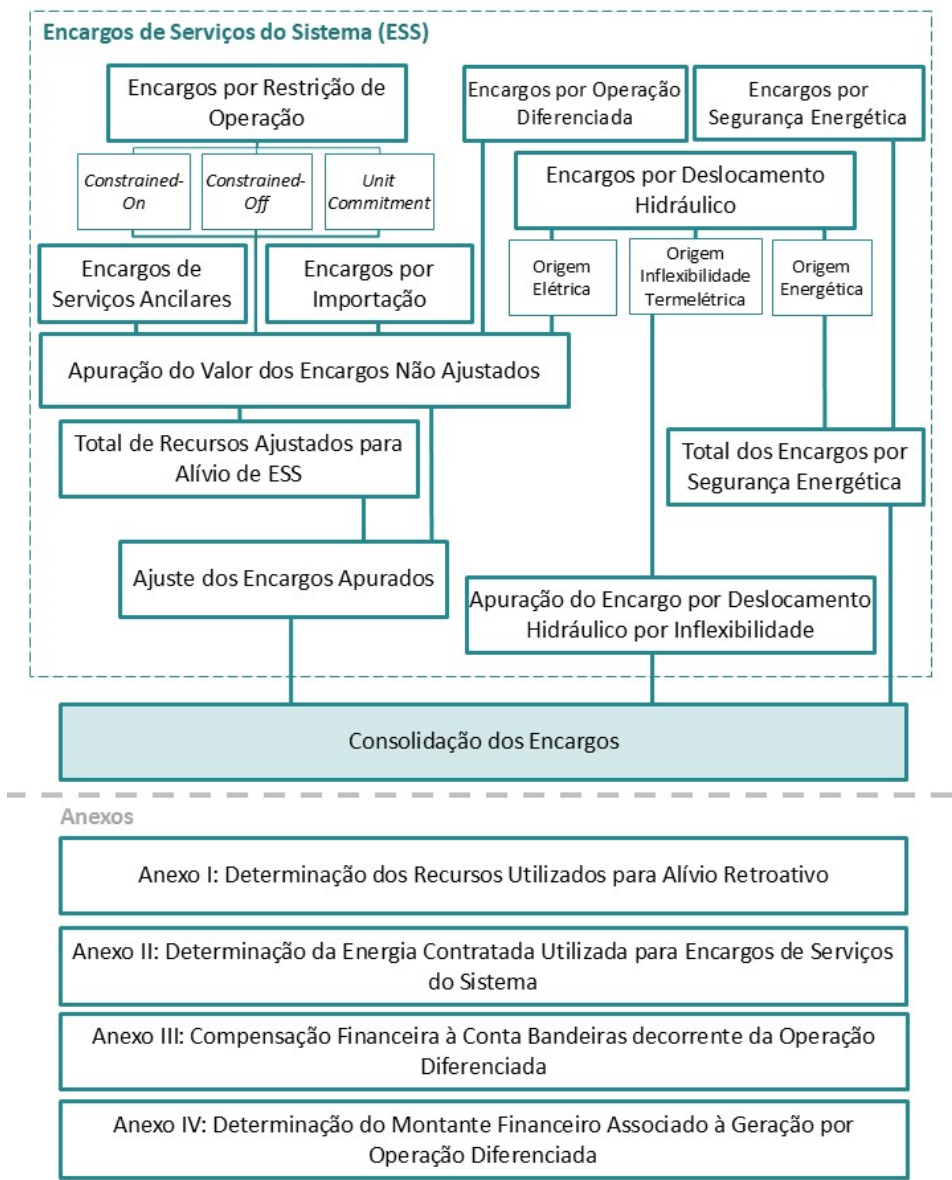 Encargos de Serviços do Sistema (ESS)
Encargos por Restrição de
Operação
Constrained-
On
Constrained-
Off
Unit
Commitment
Encargos por Operação
Diferenciada
Encargos por
Segurança Energética
Encargos por Deslocamento
Hidráulico
Encargos de
Serviços Ancilares
Encargos por
Importação
Origem
Elétrica
Origem
Inflexibilidade
Termelétrica
Origem
Energética
Apuração do Valor dos Encargos Não Ajustados
Total de Recursos Ajustados para
Alívio de ESS
Total dos Encargos por
Segurança Energética
Ajuste dos Encargos Apurados
Apuração do Encargo por Deslocamento
Hidráulico por Inflexibilidade
Consolidação dos Encargos
Anexos
Anexo I: Determinação dos Recursos Utilizados para Alívio Retroativo
Anexo II: Determinação da Energia Contratada Utilizada para Encargos de Serviços
do Sistema
Anexo III: Compensação Financeira à Conta Bandeiras decorrente da Operação
Diferenciada
Anexo IV: Determinação do Montante Financeiro Associado à Geração por
Operação Diferenciada